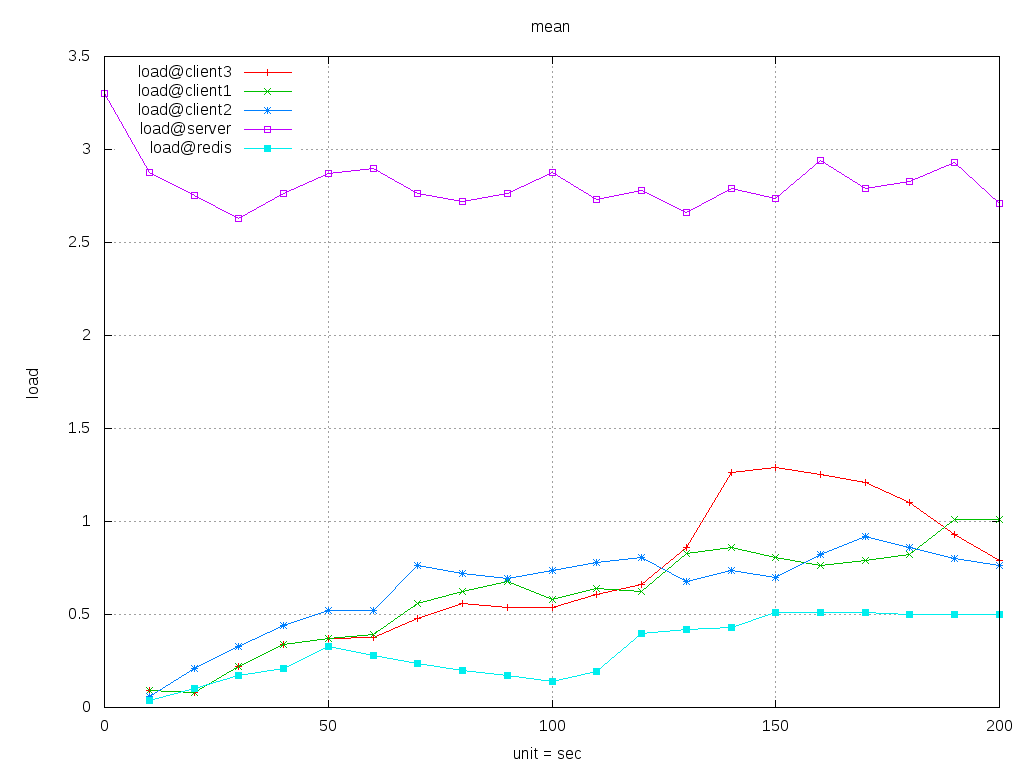 mean
3.5
3
2.5
2
1.5
1
0.5
0
load
load@client3
load@client1
load@client2
load@server
load@redis
0 50 100 150 200
unit = sec